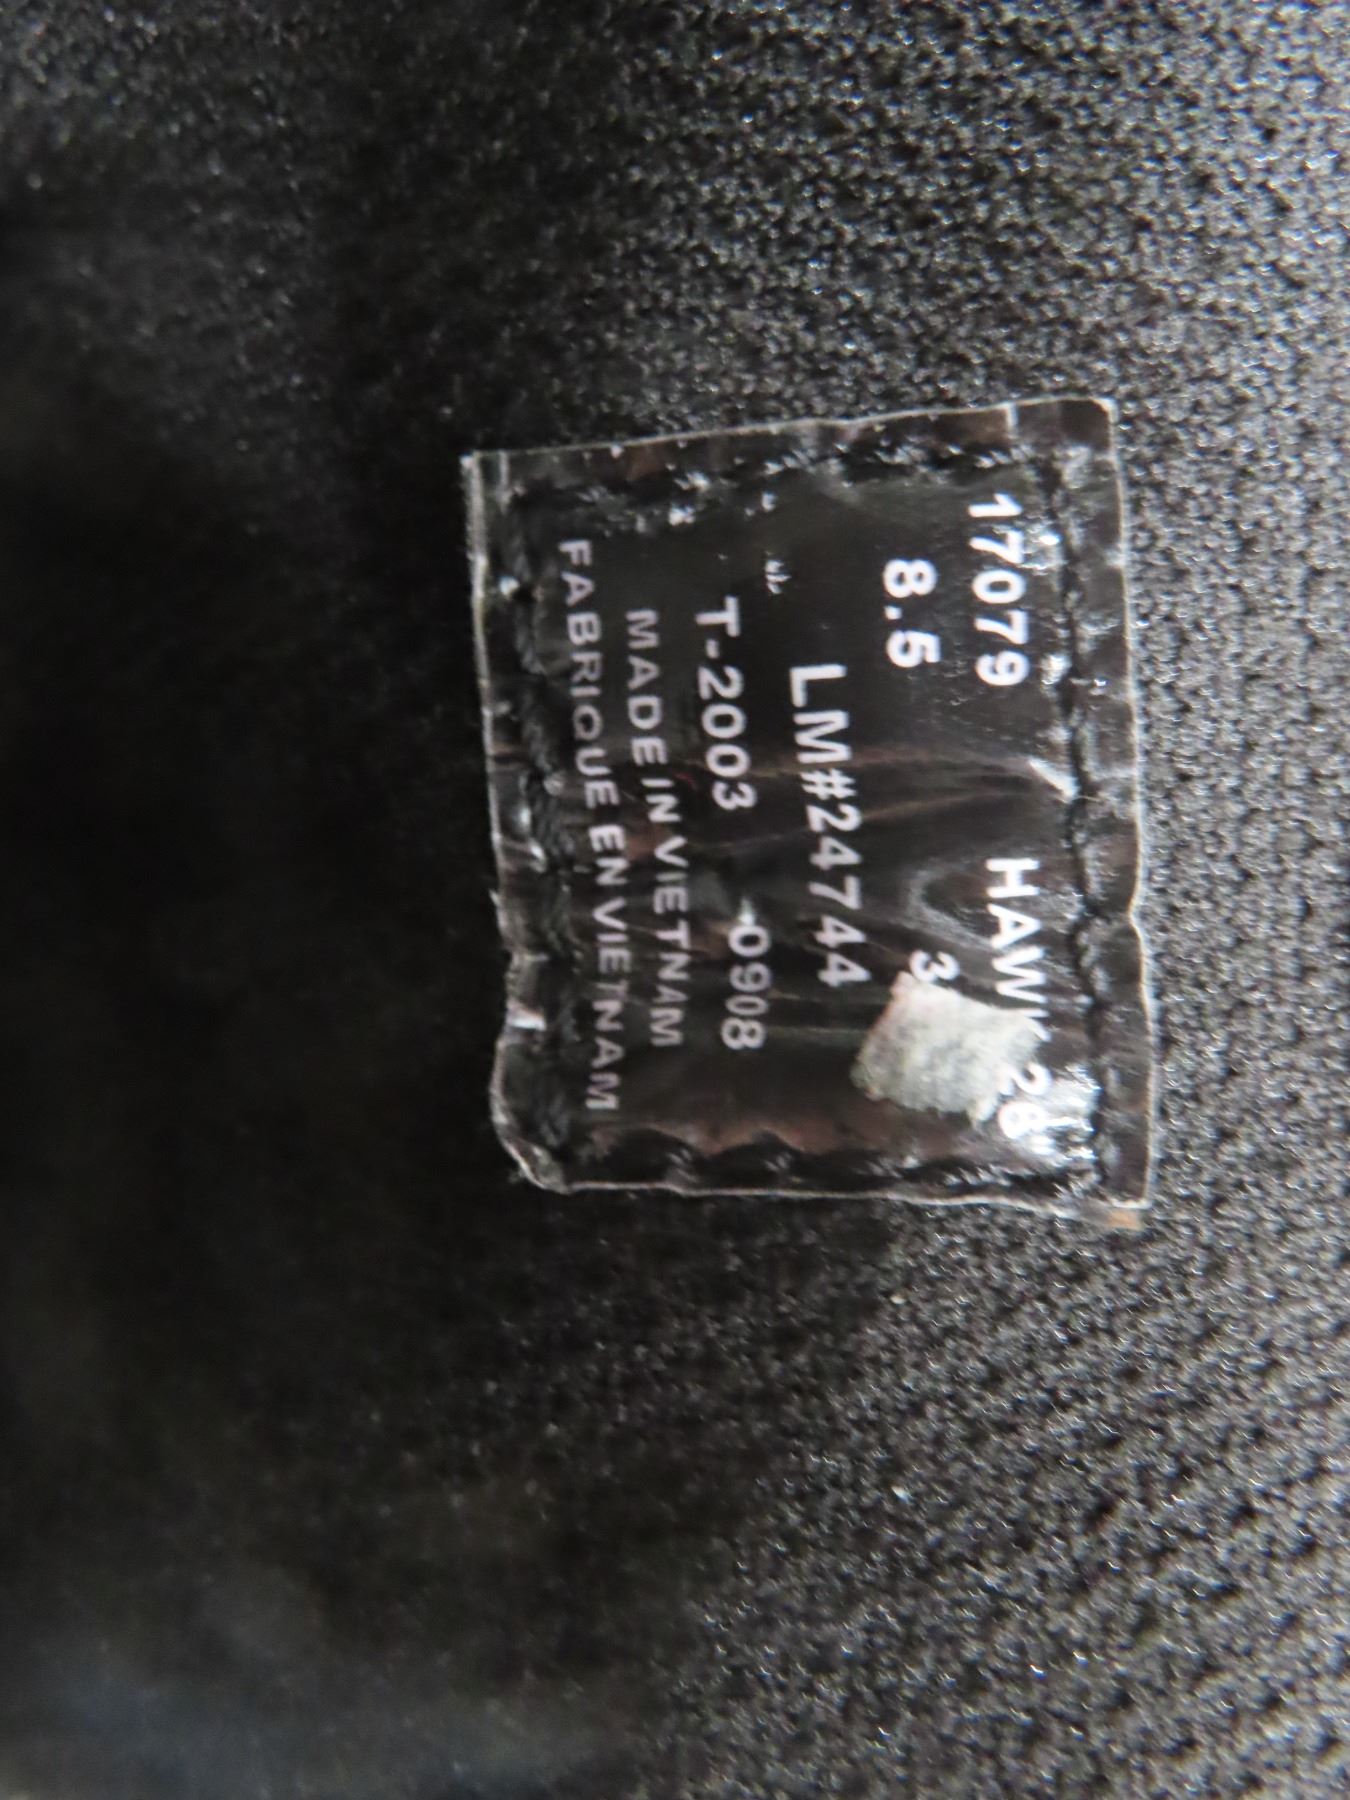 17079 HAWK 28
8.5 3
LM#24744
T-2003 0908
MADE IN VIETNAM
FABRIQUE EN VIETNAM